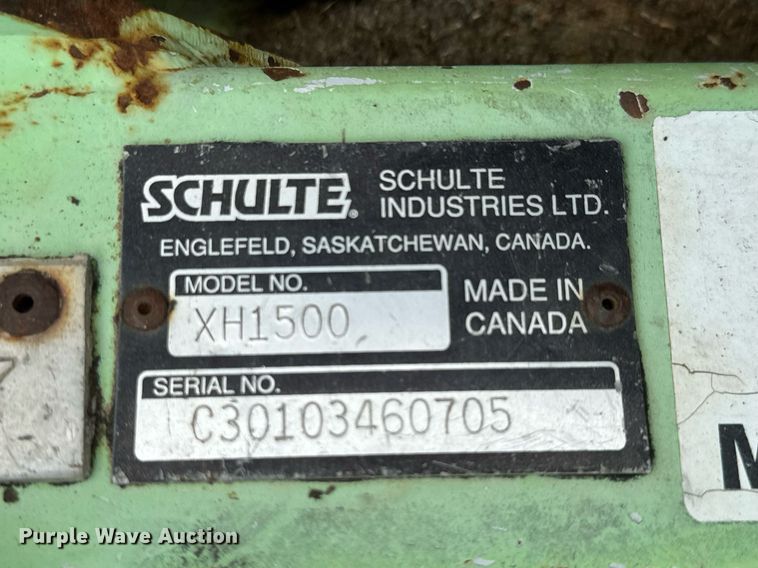 SCHULTE®
SCHULTE
INDUSTRIES LTD.
ENGLEFELD, SASKATCHEWAN, CANADA.
MODEL NO.
XH1500
MADE IN
CANADA
SERIAL NO.
C30103460705
M
Purple Wave Auction